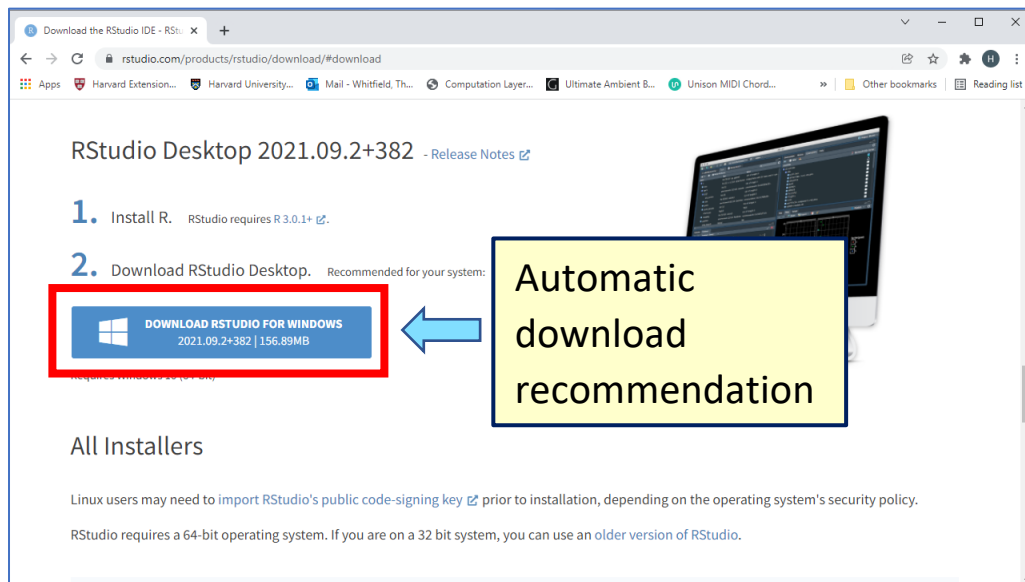 Download the RStudio IDE - RStu
rstudio.com/products/rstudio/download/#download
H
Apps Harvard Extension... Harvard University... Mail - Whitfield, Th... Computation Layer... Ultimate Ambient B... Unison MIDI Chord... » Other bookmarks Reading list
RStudio Desktop 2021.09.2+382 - Release Notes
1. Install R. RStudio requires R 3.0.1+.
2. Download RStudio Desktop. Recommended for your system:
DOWNLOAD RSTUDIO FOR WINDOWS
2021.09.2+382 | 156.89MB
Automatic
download
recommendation
Requires Windows 10 (64-bit)
All Installers
Linux users may need to import RStudio's public code-signing key prior to installation, depending on the operating system's security policy.
RStudio requires a 64-bit operating system. If you are on a 32 bit system, you can use an older version of RStudio.